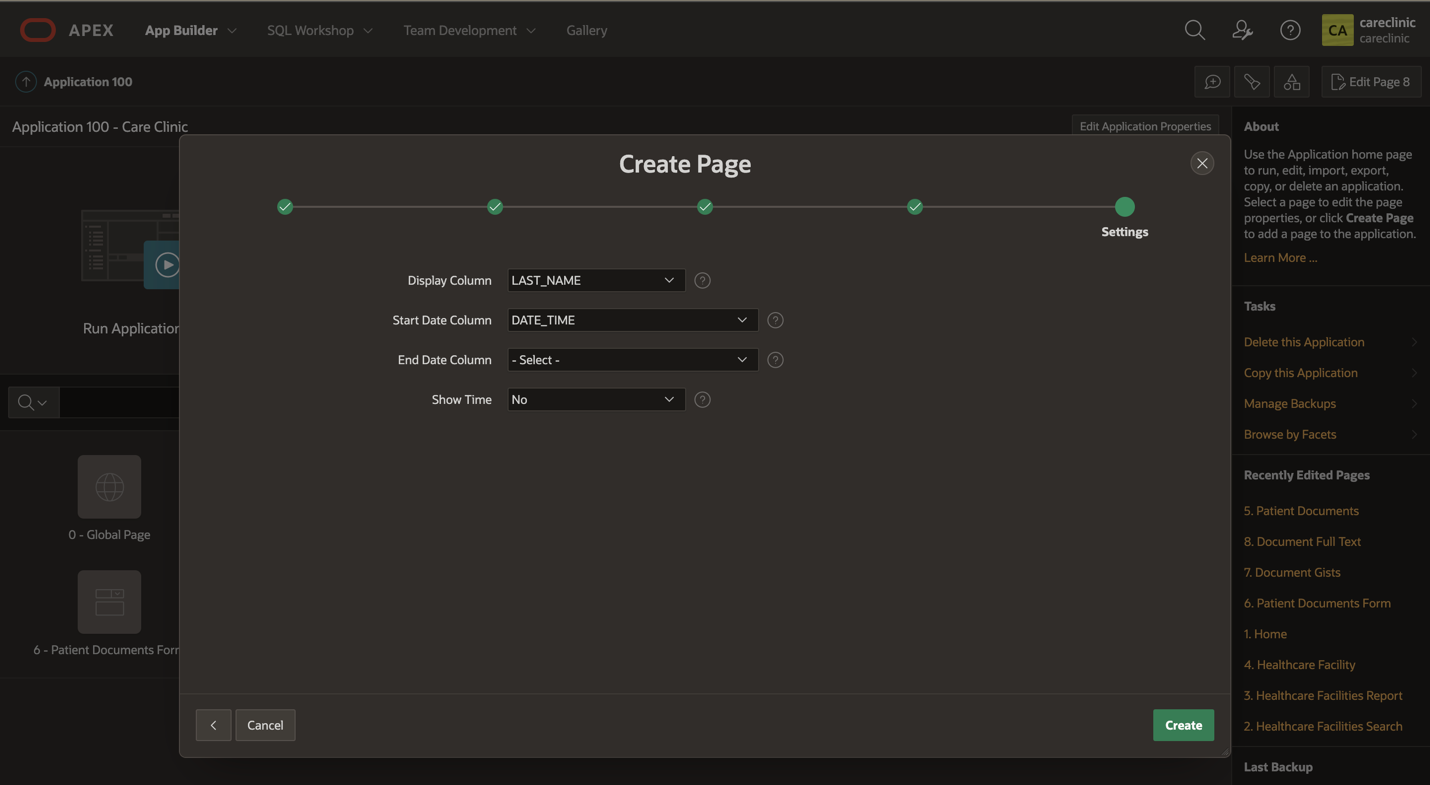 APEX
App Builder
SQL Workshop
Team Development
Gallery
CA
careclinic
careclinic
Application 100
Edit Page 8
Application 100 - Care Clinic
Edit Application Properties
Create Page
Settings
Display Column
LAST_NAME
Start Date Column
DATE_TIME
End Date Column
- Select -
Show Time
No
Cancel
Create
Run Application
0 - Global Page
6 - Patient Documents For
About
Use the Application home page
to run, edit, import, export,
copy, or delete an application.
Select a page to edit the page
properties, or click Create Page
to add a page to the application.
Learn More ...
Tasks
Delete this Application
Copy this Application
Manage Backups
Browse by Facets
Recently Edited Pages
5. Patient Documents
8. Document Full Text
7. Document Gists
6. Patient Documents Form
1. Home
4. Healthcare Facility
3. Healthcare Facilities Report
2. Healthcare Facilities Search
Last Backup